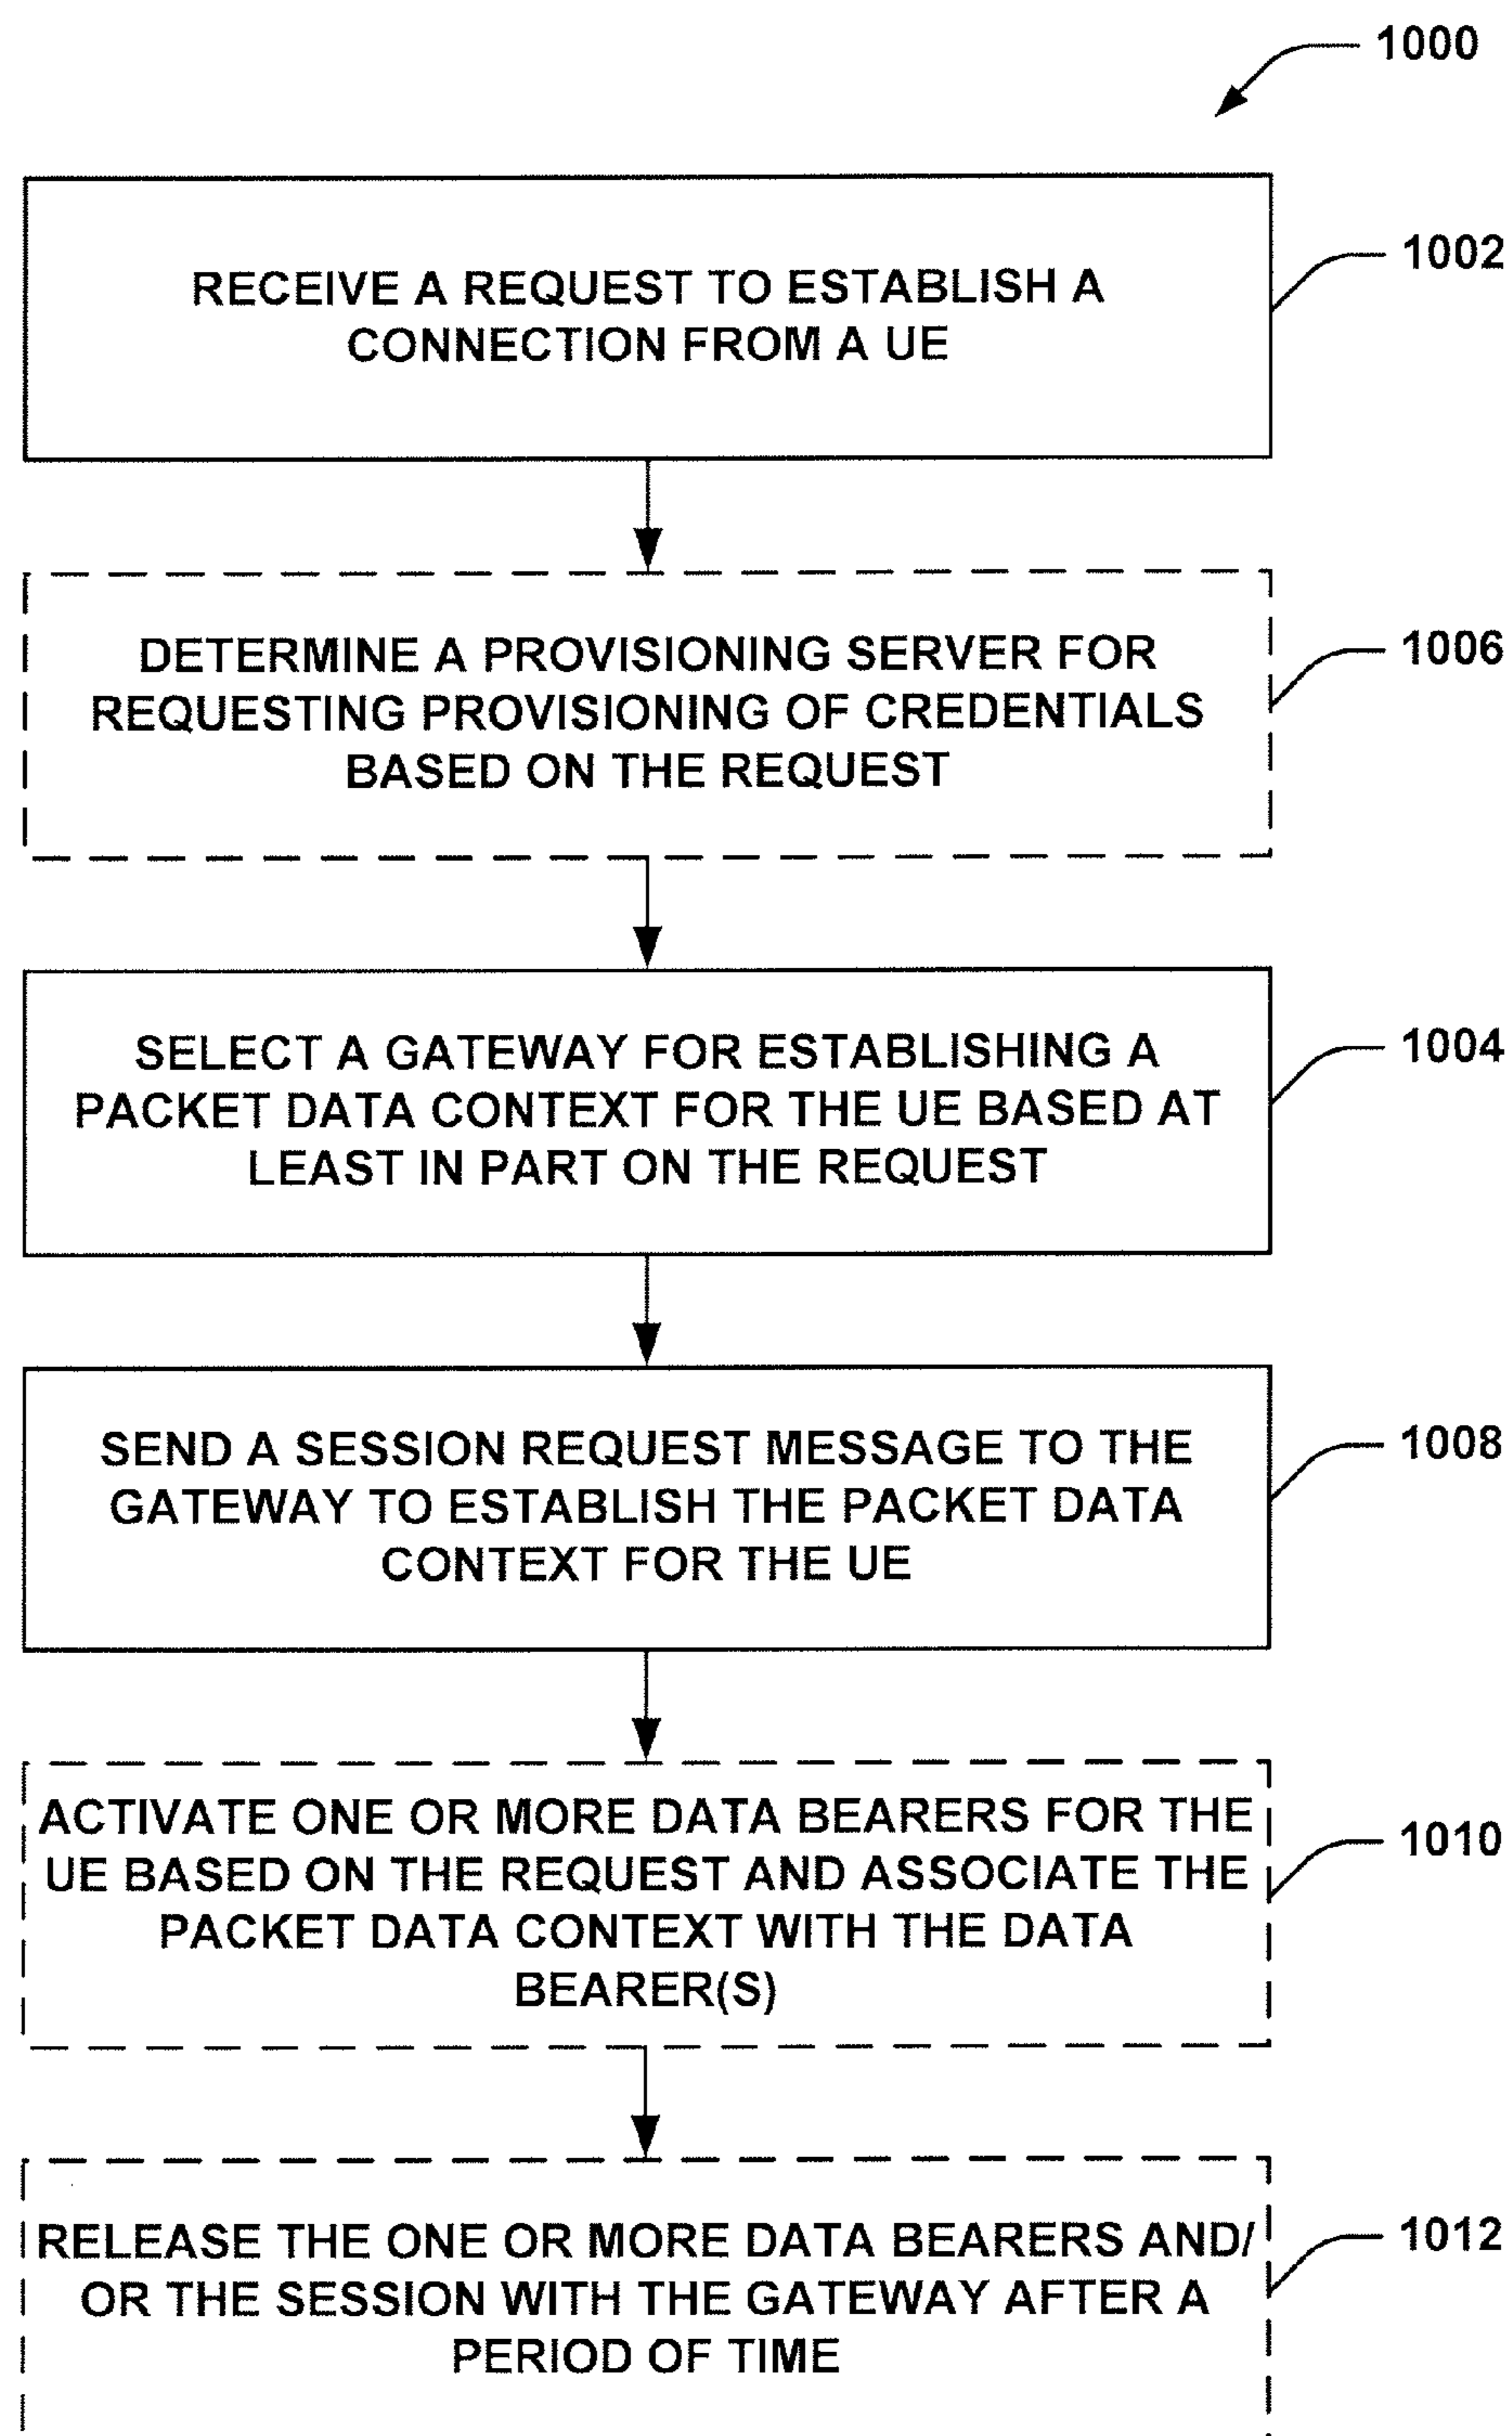 1000
RECEIVE A REQUEST TO ESTABLISH A
CONNECTION FROM A UE
1002
DETERMINE A PROVISIONING SERVER FOR
REQUESTING PROVISIONING OF CREDENTIALS
BASED ON THE REQUEST
1006
SELECT A GATEWAY FOR ESTABLISHING A
PACKET DATA CONTEXT FOR THE UE BASED AT
LEAST IN PART ON THE REQUEST
1004
SEND A SESSION REQUEST MESSAGE TO THE
GATEWAY TO ESTABLISH THE PACKET DATA
CONTEXT FOR THE UE
1008
ACTIVATE ONE OR MORE DATA BEARERS FOR THE
UE BASED ON THE REQUEST AND ASSOCIATE THE
PACKET DATA CONTEXT WITH THE DATA
BEARER(S)
1010
RELEASE THE ONE OR MORE DATA BEARERS AND/
OR THE SESSION WITH THE GATEWAY AFTER A
PERIOD OF TIME
1012